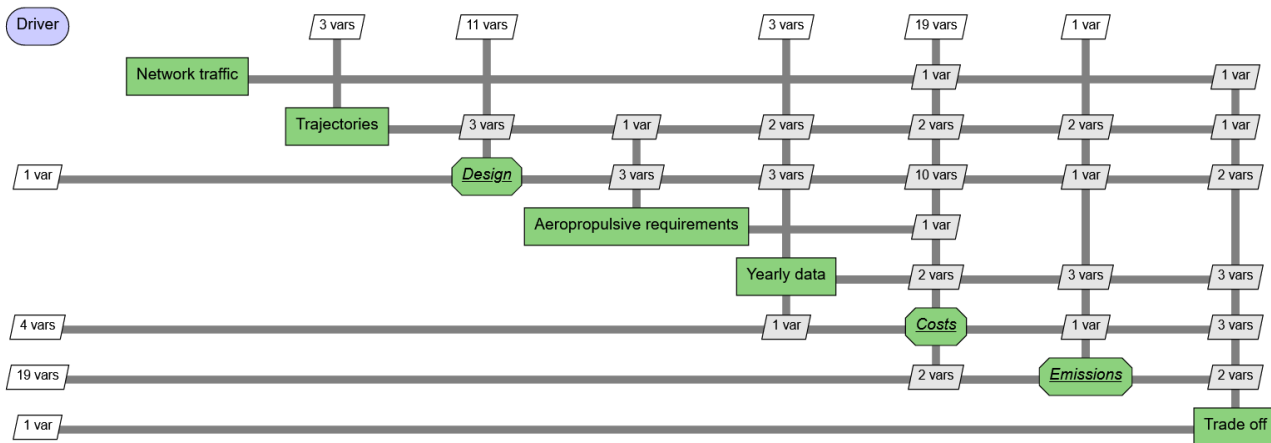 Driver
3 vars 11 vars 3 vars 19 vars 1 var
Network traffic 1 var 1 var
Trajectories 3 vars 1 var 2 vars 2 vars 2 vars 1 var
1 var Design 3 vars 3 vars 10 vars 1 var 2 vars
Aeropropulsive requirements 1 var
Yearly data 2 vars 3 vars 3 vars
4 vars 1 var Costs 1 var 3 vars
19 vars 2 vars Emissions 2 vars
1 var Trade off